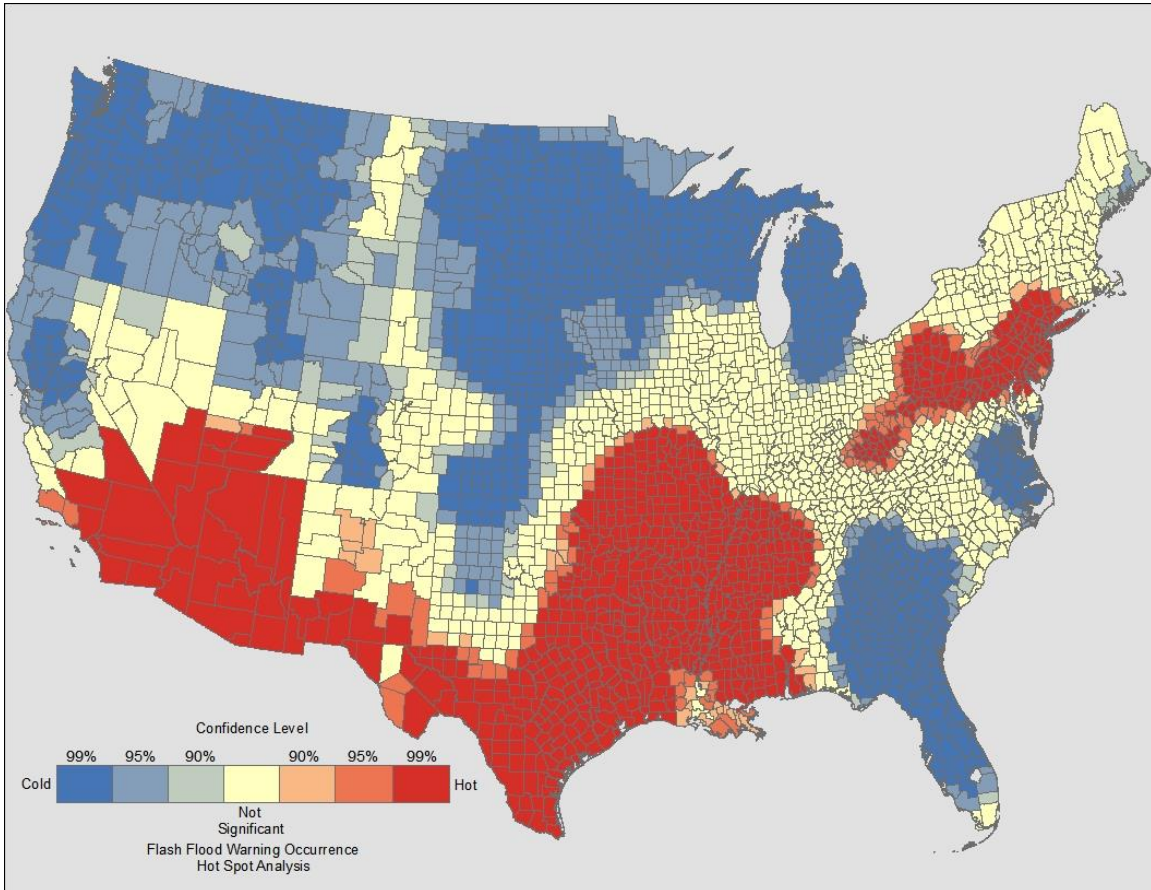 Confidence Level
99% 95% 90% 90% 95% 99%
Cold Hot
Not
Significant
Flash Flood Warning Occurrence
Hot Spot Analysis